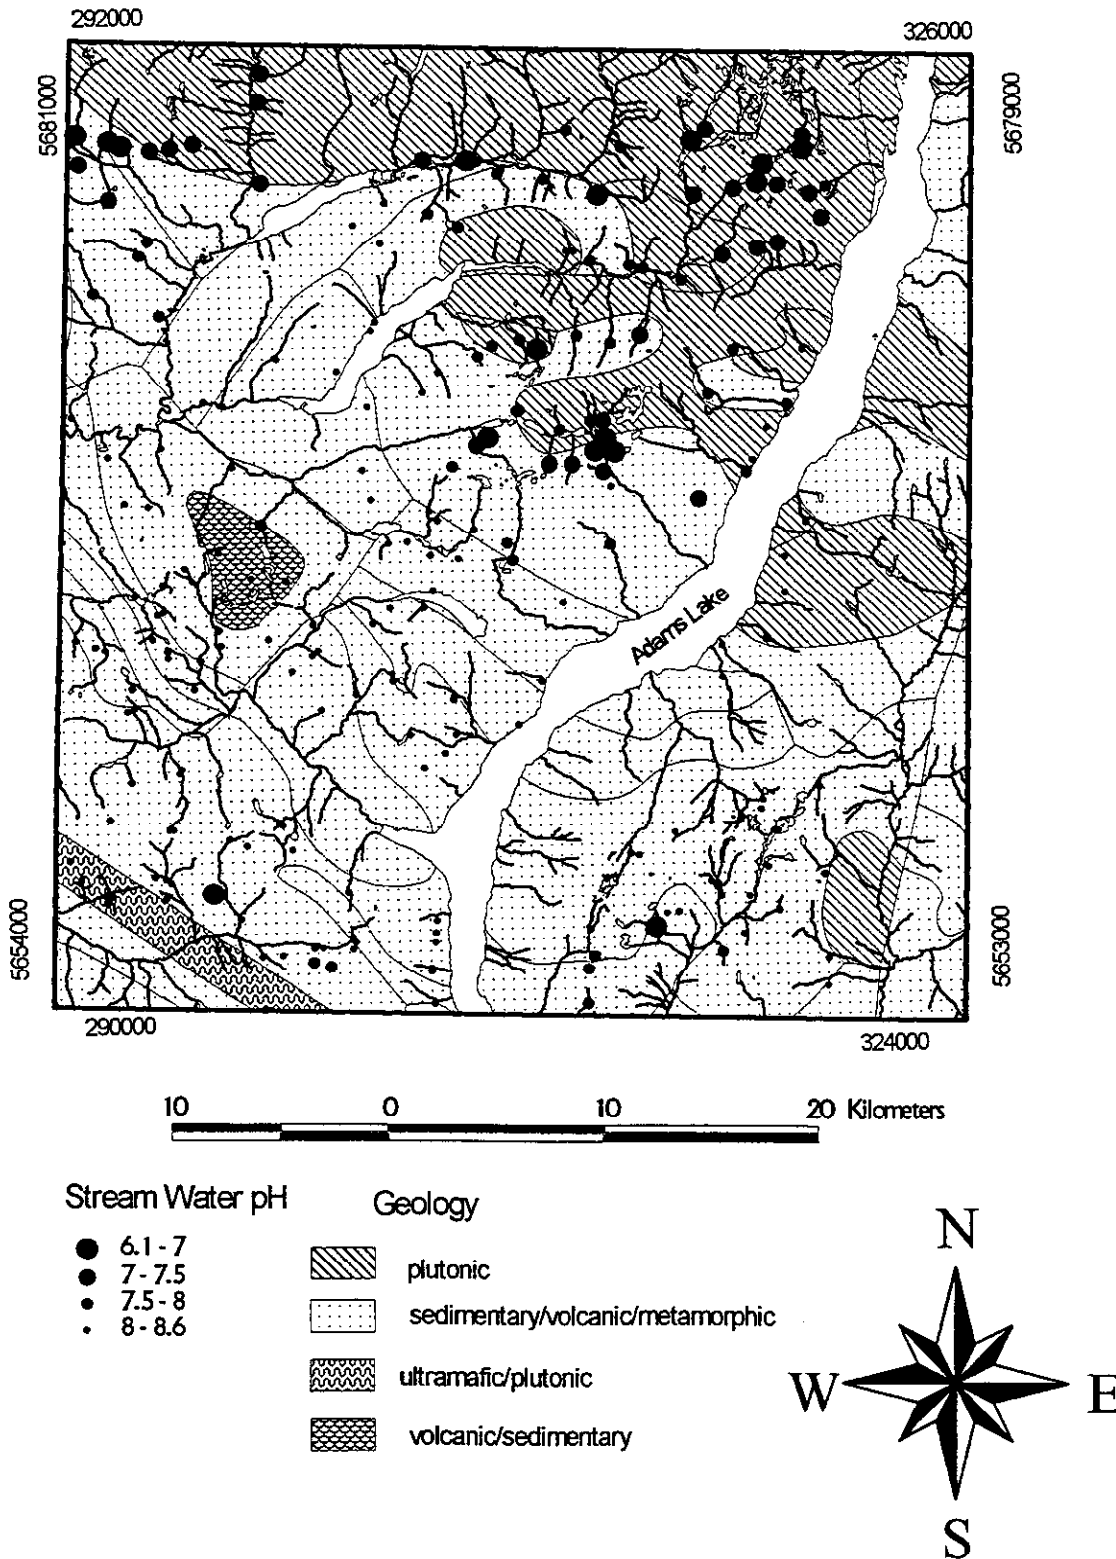 292000
326000
5681000
5679000
Adams Lake
5654000
5653000
290000
324000
10 0 10 20 Kilometers
Stream Water pH
6.1 - 7
7 - 7.5
7.5 - 8
8 - 8.6
Geology
plutonic
sedimentary/volcanic/metamorphic
ultramafic/plutonic
volcanic/sedimentary
N
W E
S